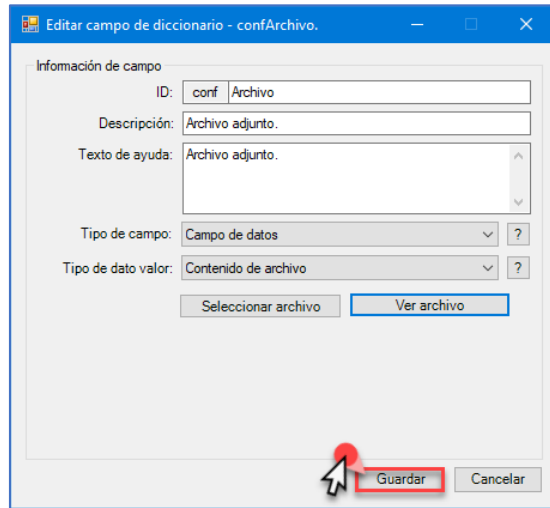 Editar campo de diccionario - confArchivo.
Información de campo
ID: conf Archivo
Descripción: Archivo adjunto.
Texto de ayuda: Archivo adjunto.
Tipo de campo: Campo de datos ?
Tipo de dato valor: Contenido de archivo ?
Seleccionar archivo Ver archivo
Guardar Cancelar